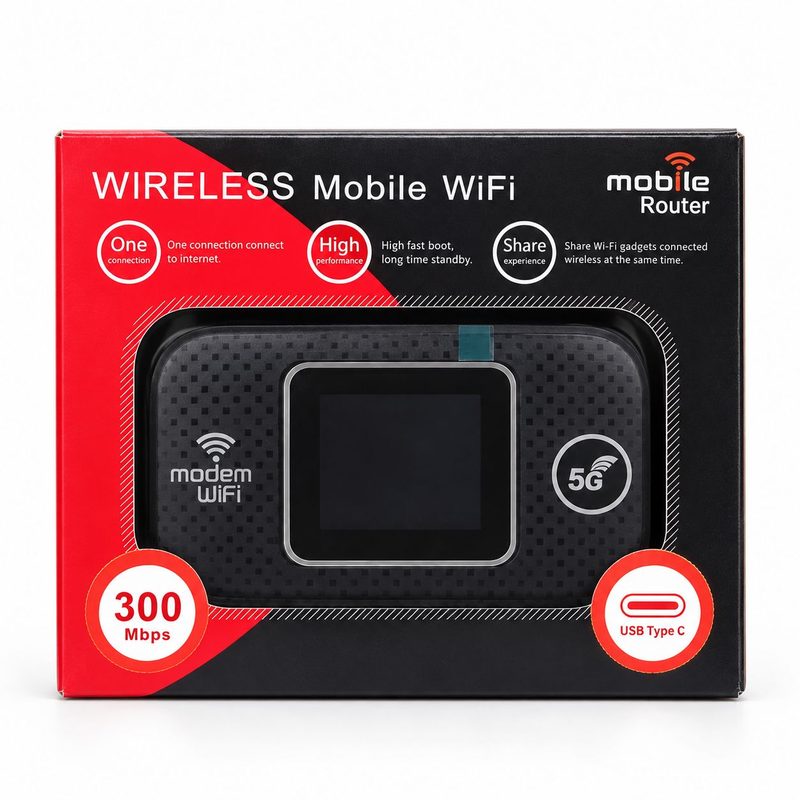 WIRELESS Mobile WiFi
mobile
Router
One
connection
One connection connect
to internet.
High
performance
High fast boot,
long time standby.
Share
experience
Share Wi-Fi gadgets connected
wireless at the same time.
modem
WiFi
5G
300
Mbps
USB Type C